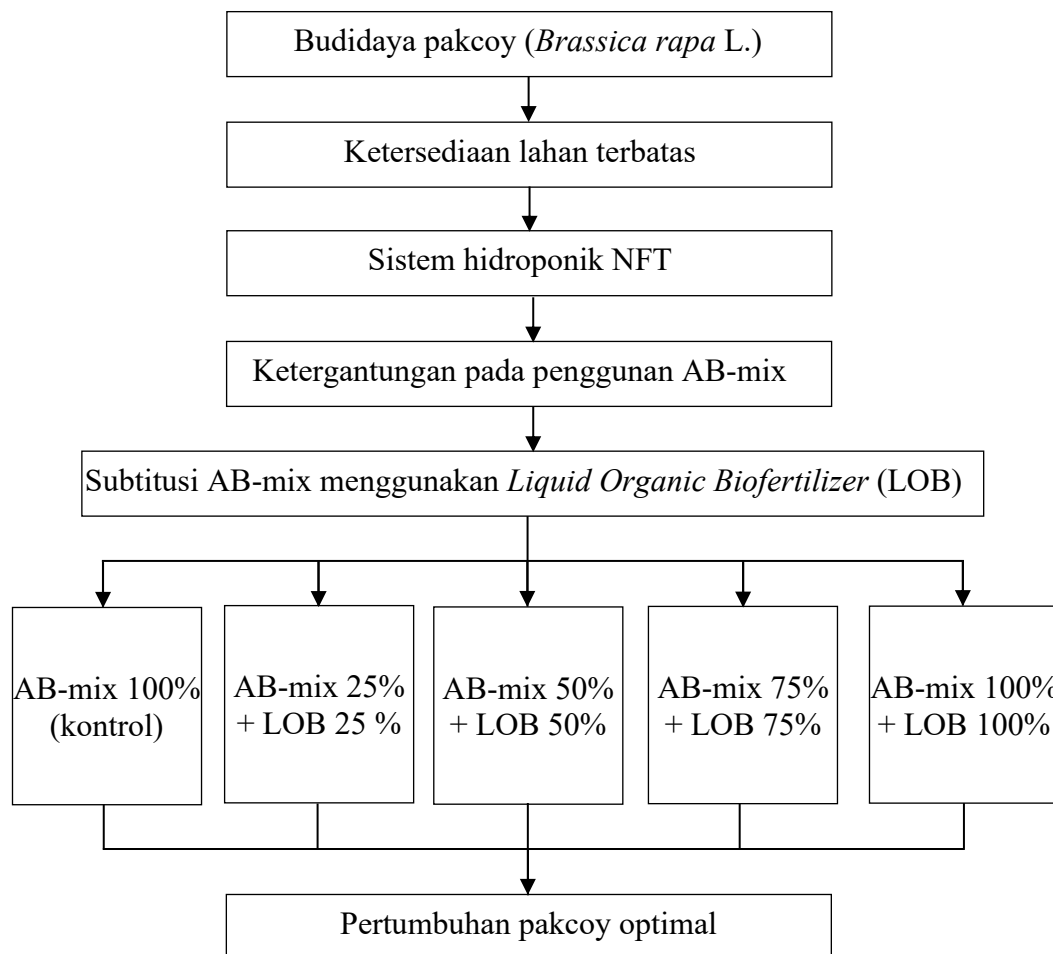 Budidaya pakcoy (Brassica rapa L.)
Ketersediaan lahan terbatas
Sistem hidroponik NFT
Ketergantungan pada penggunan AB-mix
Subtitusi AB-mix menggunakan Liquid Organic Biofertilizer (LOB)
AB-mix 100%
(kontrol)
AB-mix 25%
+ LOB 25 %
AB-mix 50%
+ LOB 50%
AB-mix 75%
+ LOB 75%
AB-mix 100%
+ LOB 100%
Pertumbuhan pakcoy optimal